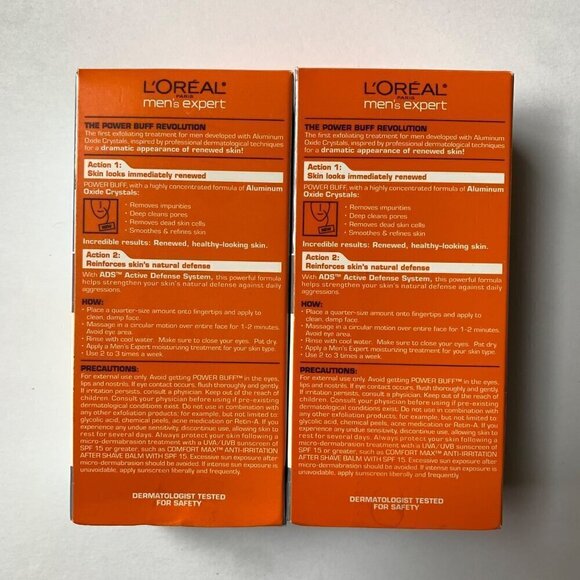 L'ORÉAL®
PARIS
men's expert
THE POWER BUFF REVOLUTION
The first exfoliating treatment for men developed with Aluminum
Oxide Crystals, inspired by professional dermatological techniques
for a dramatic appearance of renewed skin!
Action 1:
Skin looks immediately renewed
POWER BUFF, with a highly concentrated formula of Aluminum
Oxide Crystals:
• Removes impurities
• Deep cleans pores
• Removes dead skin cells
• Smoothes & refines skin
Incredible results: Renewed, healthy-looking skin.
Action 2:
Reinforces skin's natural defense
With ADS™ Active Defense System, this powerful formula
helps strengthen your skin's natural defenses against daily
aggressions.
HOW:
• Place a quarter-size amount onto fingertips and apply to
clean, damp face.
• Massage in a circular motion over entire face for 1-2 minutes.
Avoid eye area.
• Rinse with cool water. Make sure to close your eyes. Pat dry.
• Apply a Men's Expert moisturizing treatment for your skin type.
• Use 2 to 3 times a week.
PRECAUTIONS:
For external use only. Avoid getting POWER BUFF™ in the eyes,
lips and nostrils. If eye contact occurs, flush thoroughly and gently.
If irritation persists, consult a physician. Keep out of the reach of
children. Consult your physician before using if pre-existing
dermatological conditions exist. Do not use in combination with
any other exfoliation products; for example, but not limited to:
glycolic acid, chemical peels, acne medication or Retin-A. If you
experience any undue sensitivity, discontinue use, allowing skin to
rest for several days. Always protect your skin following a
micro-dermabrasion treatment with a UVA/UVB sunscreen of
SPF 15 or greater, such as COMFORT MAX™ ANTI-IRRITATION
AFTER SHAVE BALM WITH SPF 15. Excessive sun exposure after
micro-dermabrasion should be avoided. If intense sun exposure is
unavoidable, apply sunscreen liberally and frequently.
DERMATOLOGIST TESTED
FOR SAFETY
L'ORÉAL®
PARIS
men's expert
THE POWER BUFF REVOLUTION
The first exfoliating treatment for men developed with Aluminum
Oxide Crystals, inspired by professional dermatological techniques
for a dramatic appearance of renewed skin!
Action 1:
Skin looks immediately renewed
POWER BUFF, with a highly concentrated formula of Aluminum
Oxide Crystals:
• Removes impurities
• Deep cleans pores
• Removes dead skin cells
• Smoothes & refines skin
Incredible results: Renewed, healthy-looking skin.
Action 2:
Reinforces skin's natural defense
With ADS™ Active Defense System, this powerful formula
helps strengthen your skin's natural defenses against daily
aggressions.
HOW:
• Place a quarter-size amount onto fingertips and apply to
clean, damp face.
• Massage in a circular motion over entire face for 1-2 minutes.
Avoid eye area.
• Rinse with cool water. Make sure to close your eyes. Pat dry.
• Apply a Men's Expert moisturizing treatment for your skin type.
• Use 2 to 3 times a week.
PRECAUTIONS:
For external use only. Avoid getting POWER BUFF™ in the eyes,
lips and nostrils. If eye contact occurs, flush thoroughly and gently.
If irritation persists, consult a physician. Keep out of the reach of
children. Consult your physician before using if pre-existing
dermatological conditions exist. Do not use in combination with
any other exfoliation products; for example, but not limited to:
glycolic acid, chemical peels, acne medication or Retin-A. If you
experience any undue sensitivity, discontinue use, allowing skin to
rest for several days. Always protect your skin following a
micro-dermabrasion treatment with a UVA/UVB sunscreen of
SPF 15 or greater, such as COMFORT MAX™ ANTI-IRRITATION
AFTER SHAVE BALM WITH SPF 15. Excessive sun exposure after
micro-dermabrasion should be avoided. If intense sun exposure is
unavoidable, apply sunscreen liberally and frequently.
DERMATOLOGIST TESTED
FOR SAFETY